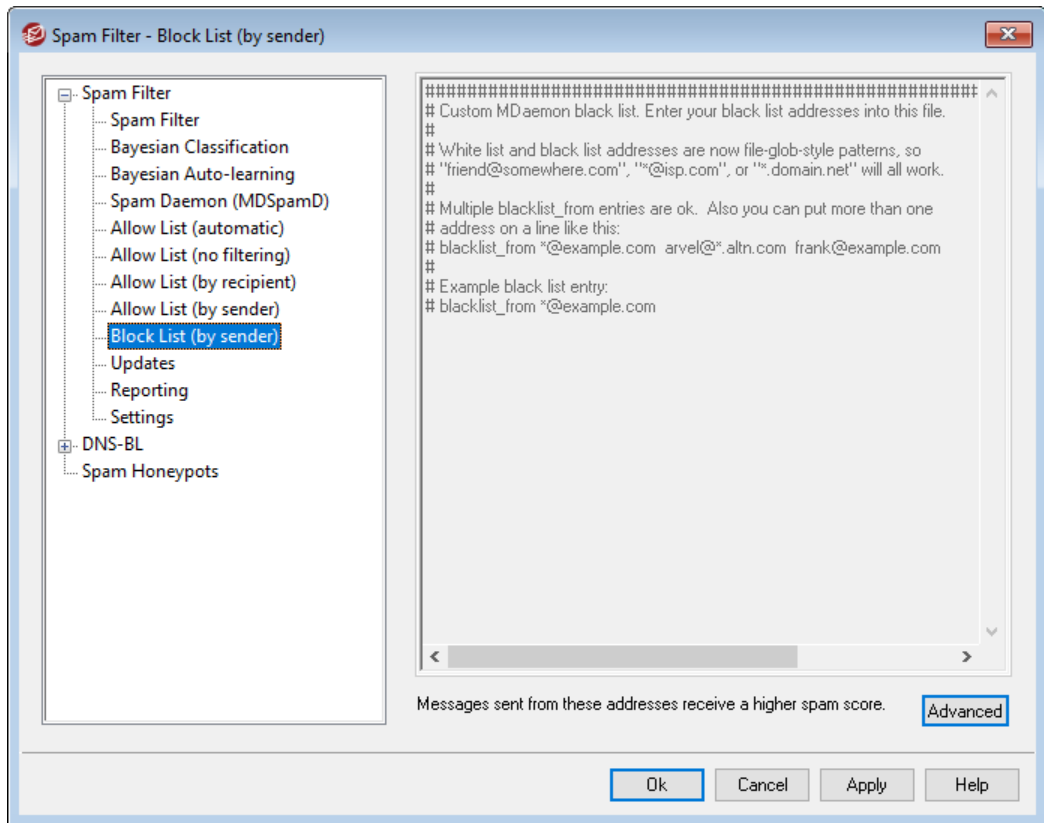 Spam Filter - Block List (by sender)
Spam Filter
Spam Filter
Bayesian Classification
Bayesian Auto-learning
Spam Daemon (MDSpamD)
Allow List (automatic)
Allow List (no filtering)
Allow List (by recipient)
Allow List (by sender)
Block List (by sender)
Updates
Reporting
Settings
DNS-BL
Spam Honeypots
####################################################
# Custom MDaemon black list. Enter your black list addresses into this file.
#
# White list and black list addresses are now file-glob-style patterns, so
# "friend@somewhere.com", "*@isp.com", or "*.domain.net" will all work.
#
# Multiple blacklist_from entries are ok.  Also you can put more than one
# address on a line like this:
# blacklist_from *@example.com  arvel@*.altn.com  frank@example.com
#
# Example black list entry:
# blacklist_from *@example.com
Messages sent from these addresses receive a higher spam score.
Advanced
Ok
Cancel
Apply
Help